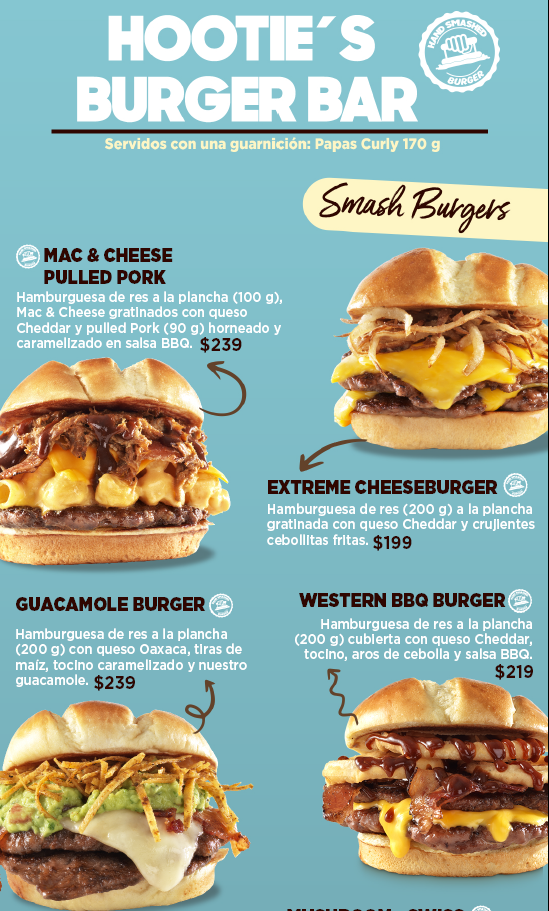 HOOTIE´S
BURGER BAR
HAND SMASHED
BURGER
Servidos con una guarnición: Papas Curly 170 g
Smash Burgers
MAC & CHEESE
PULLED PORK
Hamburguesa de res a la plancha (100 g),
Mac & Cheese gratinados con queso
Cheddar y pulled Pork (90 g) horneado y
caramelizado en salsa BBQ. $239
EXTREME CHEESEBURGER
Hamburguesa de res (200 g) a la plancha
gratinada con queso Cheddar y crujientes
cebollitas fritas. $199
GUACAMOLE BURGER
Hamburguesa de res a la plancha
(200 g) con queso Oaxaca, tiras de
maíz, tocino caramelizado y nuestro
guacamole. $239
WESTERN BBQ BURGER
Hamburguesa de res a la plancha
(200 g) cubierta con queso Cheddar,
tocino, aros de cebolla y salsa BBQ.
$219